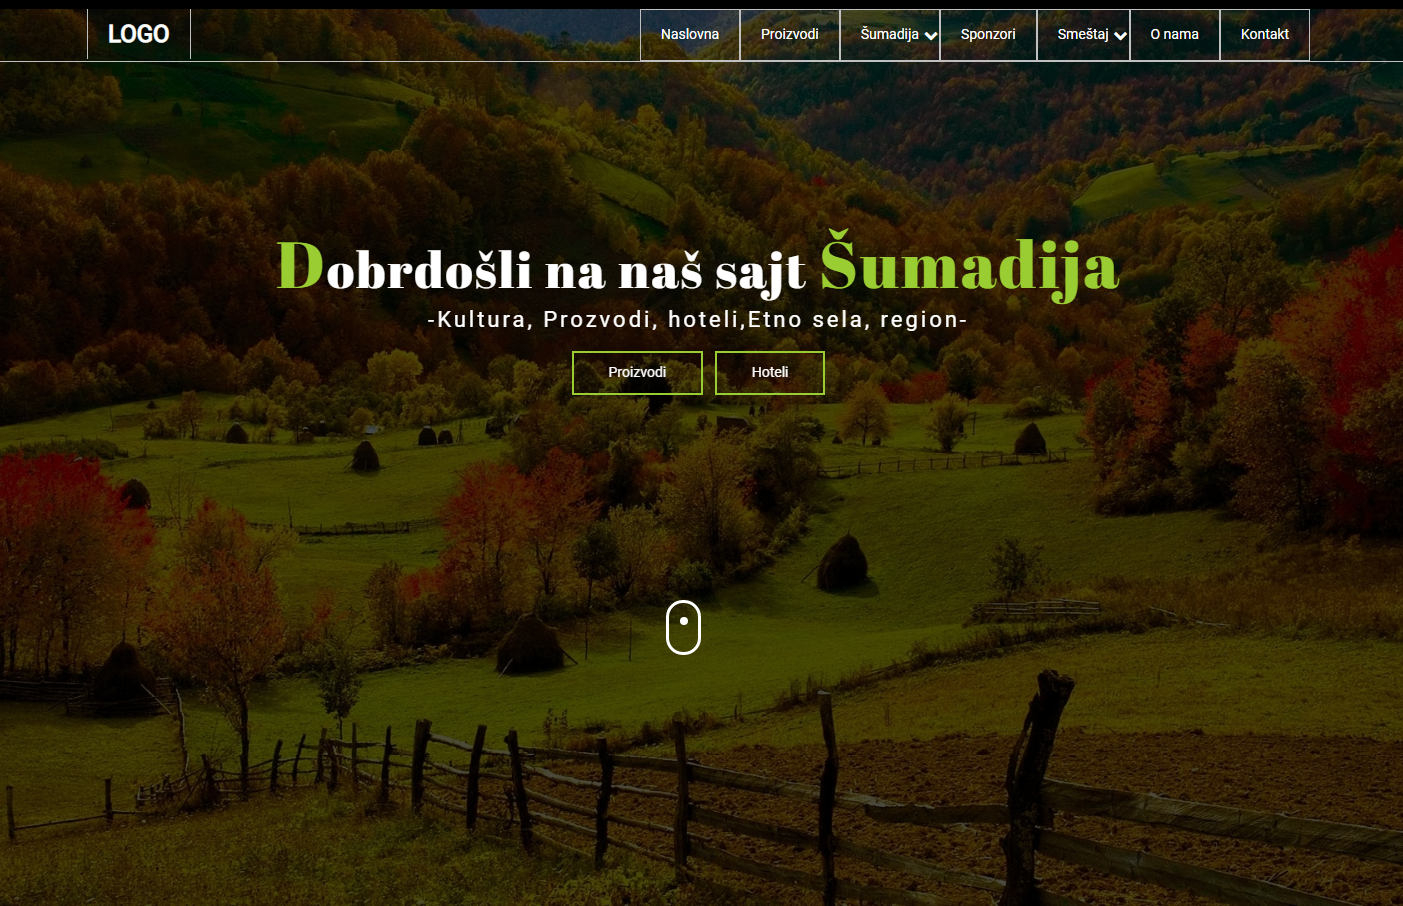 LOGO
Naslovna Proizvodi Šumadija Sponzori Smeštaj O nama Kontakt
Dobrdošli na naš sajt Šumadija
-Kultura, Prozvodi, hoteli,Etno sela, region-
Proizvodi Hoteli